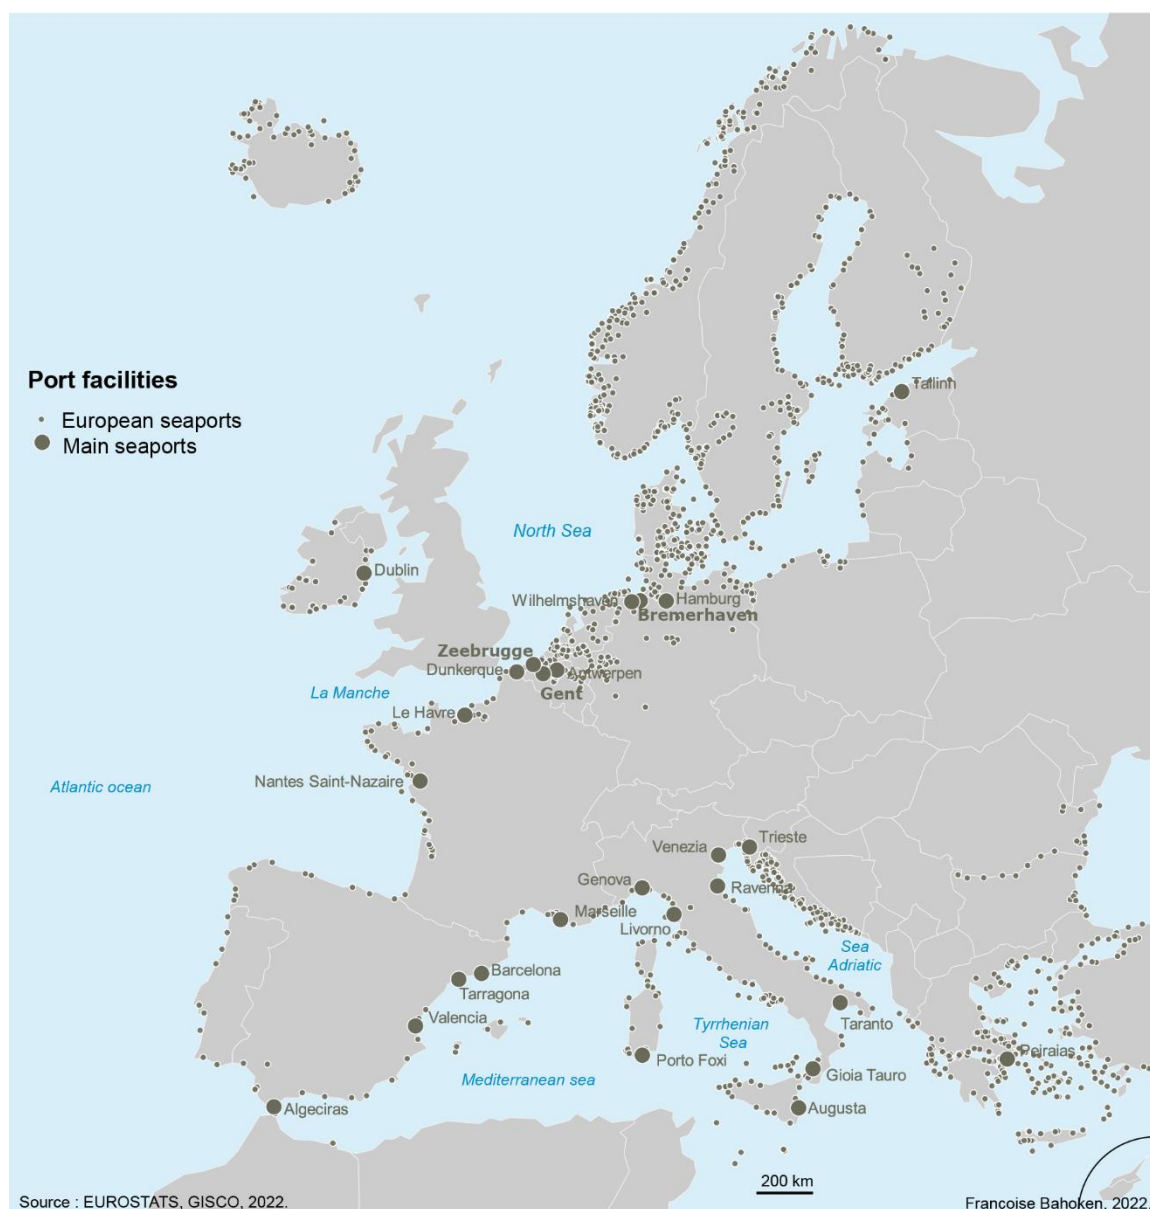 Port facilities
European seaports
Main seaports
Tallinn
North Sea
Dublin
Wilhelmshaven
Hamburg
Bremerhaven
Zeebrugge
Dunkerque
Antwerpen
Gent
La Manche
Le Havre
Atlantic ocean
Nantes Saint-Nazaire
Trieste
Venezia
Genova
Ravenna
Marseille
Livorno
Sea
Adriatic
Barcelona
Tarragona
Valencia
Tyrrhenian
Sea
Taranto
Peiraias
Porto Foxi
Gioia Tauro
Mediterranean sea
Algeciras
Augusta
200 km
Source : EUROSTATS, GISCO, 2022.
Françoise Bahoken, 2022.